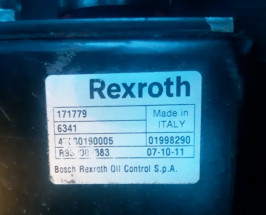 Rexroth
171779 Made in
6341 ITALY
01998290
07-10-11
Bosch Rexroth Oil Control S.p.A.